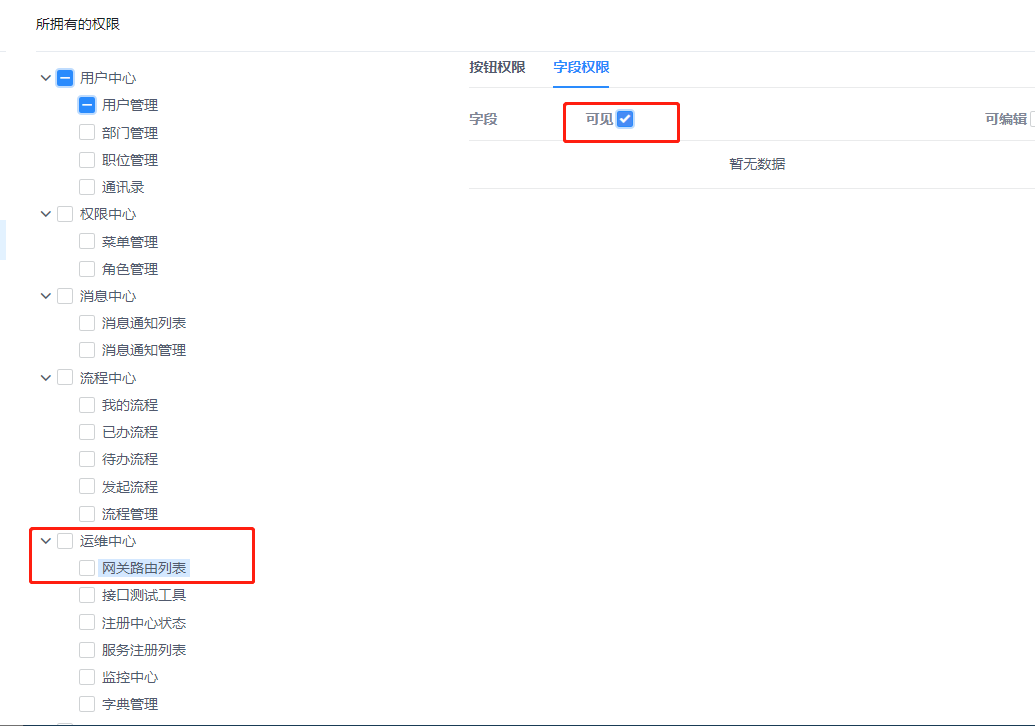 所拥有的权限
用户中心
用户管理
部门管理
职位管理
通讯录
权限中心
菜单管理
角色管理
消息中心
消息通知列表
消息通知管理
流程中心
我的流程
已办流程
待办流程
发起流程
流程管理
运维中心
网关路由列表
接口测试工具
注册中心状态
服务注册列表
监控中心
字典管理
按钮权限 字段权限
字段 可见 可编辑
暂无数据